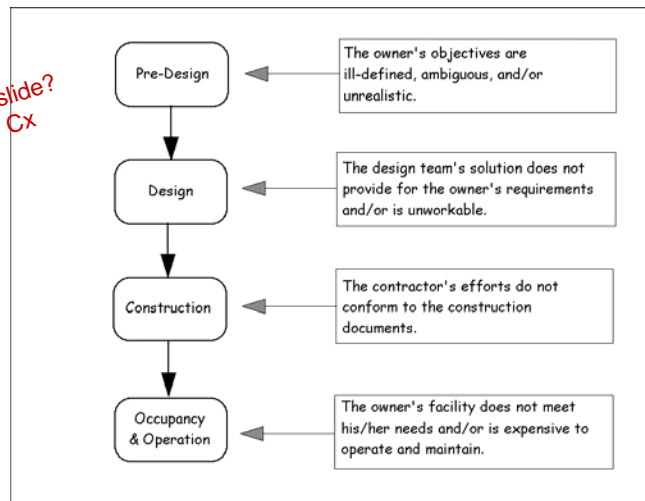 slide?
Cx
Pre-Design
The owner's objectives are
ill-defined, ambiguous, and/or
unrealistic.
Design
The design team's solution does not
provide for the owner's requirements
and/or is unworkable.
Construction
The contractor's efforts do not
conform to the construction
documents.
Occupancy
& Operation
The owner's facility does not meet
his/her needs and/or is expensive to
operate and maintain.